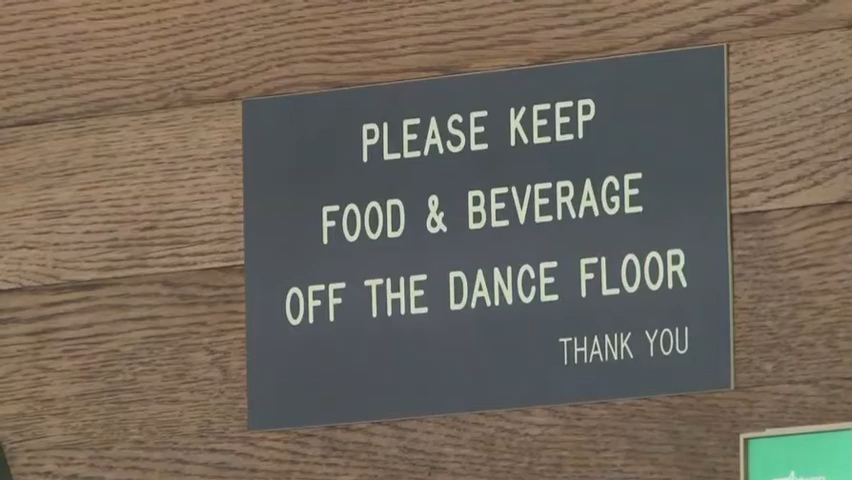 PLEASE KEEP
FOOD & BEVERAGE
OFF THE DANCE FLOOR
THANK YOU